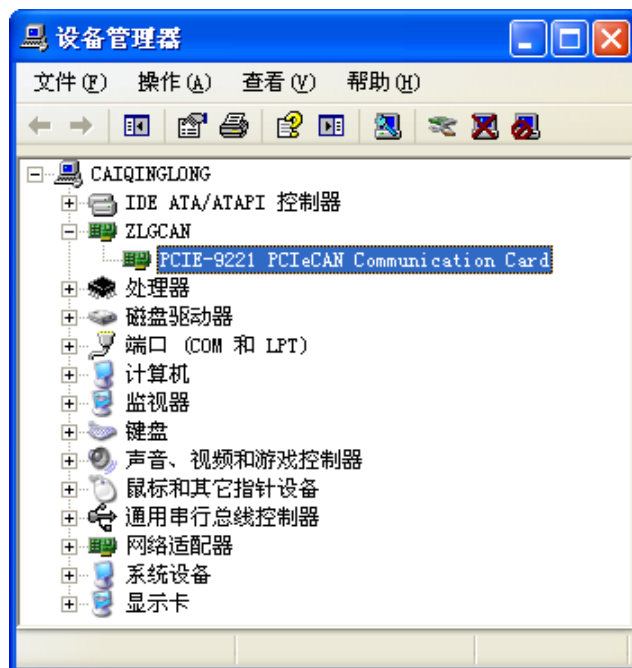 设备管理器
文件(F) 操作(A) 查看(V) 帮助(H)
CAIQINGLONG
IDE ATA/ATAPI 控制器
ZLGCAN
PCIE-9221 PCIeCAN Communication Card
处理器
磁盘驱动器
端口 (COM 和 LPT)
计算机
监视器
键盘
声音、视频和游戏控制器
鼠标和其它指针设备
通用串行总线控制器
网络适配器
系统设备
显示卡